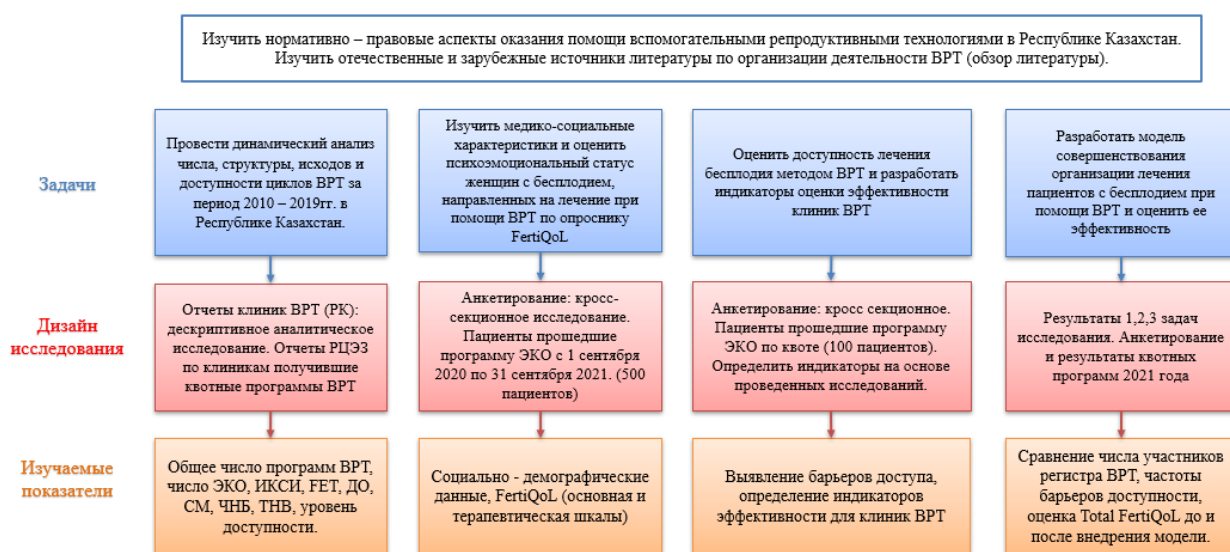 Изучить нормативно – правовые аспекты оказания помощи вспомогательными репродуктивными технологиями в Республике Казахстан.
Изучить отечественные и зарубежные источники литературы по организации деятельности ВРТ (обзор литературы).
Задачи
Провести динамический анализ
числа, структуры, исходов и
доступности циклов ВРТ за
период 2010 – 2019гг. в
Республике Казахстан.
Изучить медико-социальные
характеристики и оценить
психоэмоциональный статус
женщин с бесплодием,
направленных на лечение при
помощи ВРТ по опроснику
FertiQoL
Оценить доступность лечения
бесплодия методом ВРТ и разработать
индикаторы оценки эффективности
клиник ВРТ
Разработать модель
совершенствования
организации лечения
пациентов с бесплодием при
помощи ВРТ и оценить ее
эффективность
Дизайн
исследования
Отчеты клиник ВРТ (РК):
дескриптивное аналитическое
исследование. Отчеты РЦЭЗ
по клиникам получившие
квотные программы ВРТ
Анкетирование: кросс-
секционное исследование.
Пациенты прошедшие
программу ЭКО с 1 сентября
2020 по 31 сентября 2021. (500
пациентов)
Анкетирование: кросс секционное.
Пациенты прошедшие программу
ЭКО по квоте (100 пациентов).
Определить индикаторы на основе
проведенных исследований.
Результаты 1,2,3 задач
исследования. Анкетирование
и результаты квотных
программ 2021 года
Изучаемые
показатели
Общее число программ ВРТ,
число ЭКО, ИКСИ, FET, ДО,
СМ, ЧНБ, ТНВ, уровень
доступности.
Социально - демографические
данные, FertiQoL (основная и
терапевтическая шкалы)
Выявление барьеров доступа,
определение индикаторов
эффективности для клиник ВРТ
Сравнение числа участников
регистра ВРТ, частоты
барьеров доступности,
оценка Total FertiQoL до и
после внедрения модели.